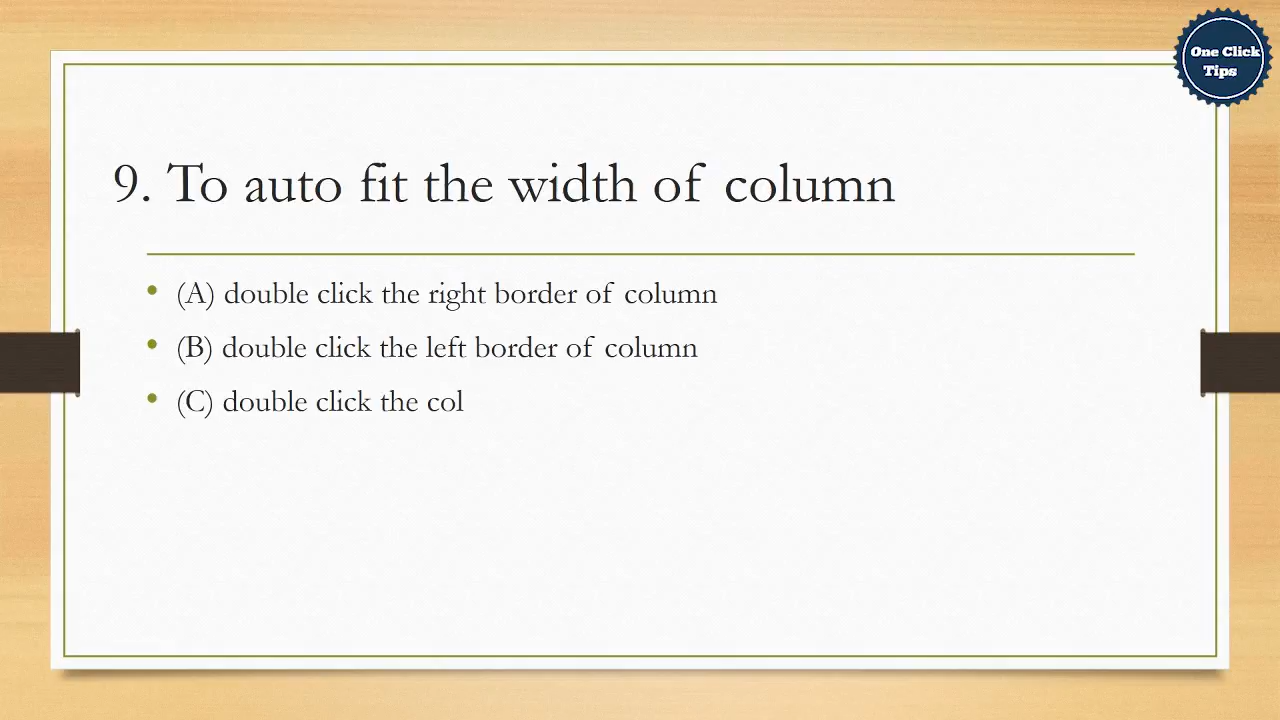 One Click
Tips
9. To auto fit the width of column
• (A) double click the right border of column
• (B) double click the left border of column
• (C) double click the col